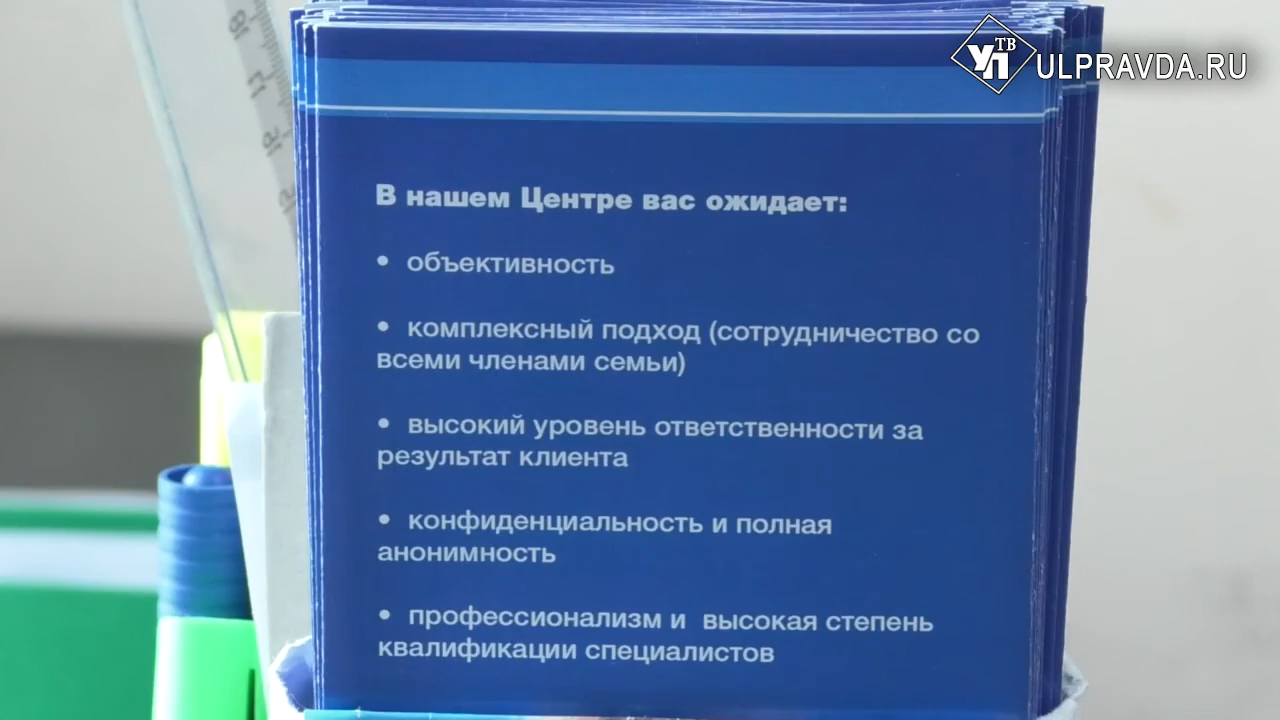 УП ТВ ULPRAVDA.RU
В нашем Центре вас ожидает:
• объективность
• комплексный подход (сотрудничество со
всеми членами семьи)
• высокий уровень ответственности за
результат клиента
• конфиденциальность и полная
анонимность
• профессионализм и высокая степень
квалификации специалистов